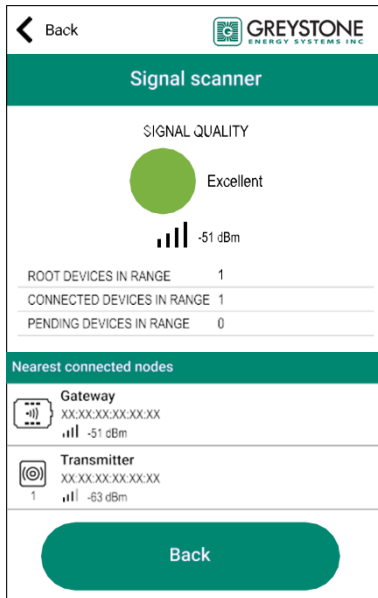 Back
GREYSTONE
ENERGY SYSTEMS INC
Signal scanner
SIGNAL QUALITY
Excellent
-51 dBm
ROOT DEVICES IN RANGE 1
CONNECTED DEVICES IN RANGE 1
PENDING DEVICES IN RANGE 0
Nearest connected nodes
Gateway
XX:XX:XX:XX:XX:XX
-51 dBm
Transmitter
XX:XX:XX:XX:XX:XX
1 -63 dBm
Back